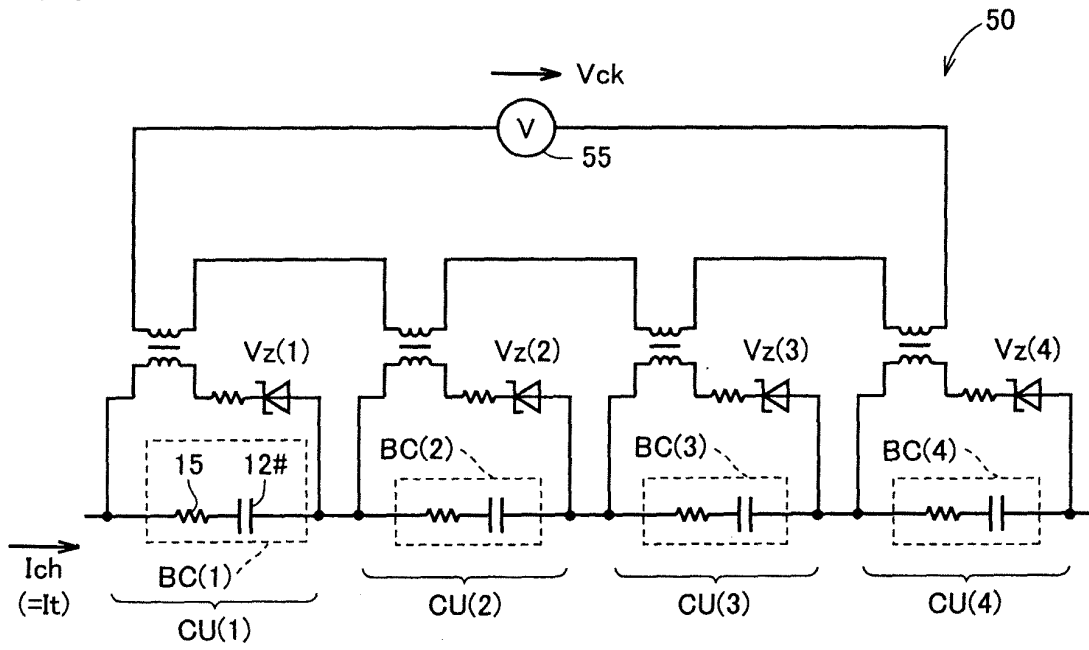 50
Vck
V
55
Vz(1)
Vz(2)
Vz(3)
Vz(4)
15
12#
BC(2)
BC(3)
BC(4)
Ich
(=It)
BC(1)
CU(1)
CU(2)
CU(3)
CU(4)